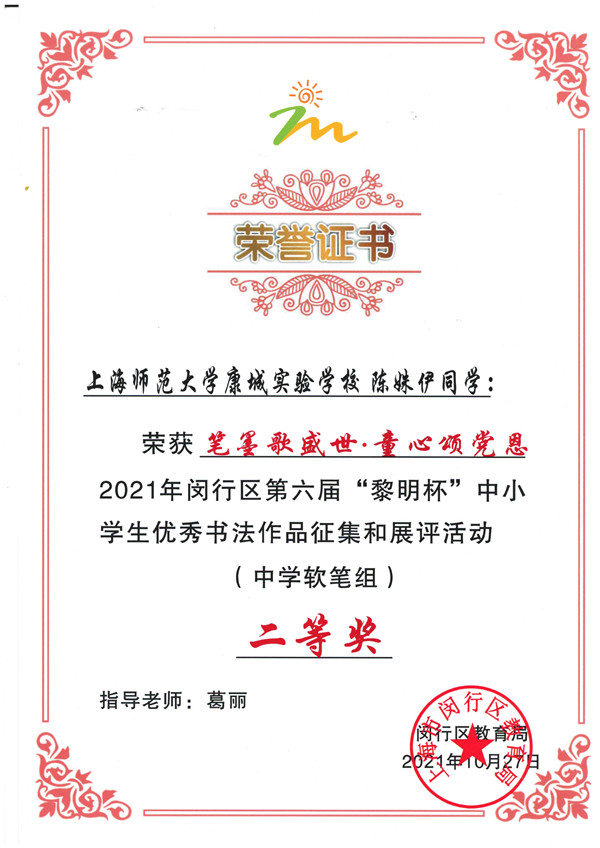 荣誉证书
上海师范大学康城实验学校 陈姝伊同学：
荣获 笔墨歌盛世·童心颂党恩
2021年闵行区第六届“黎明杯”中小
学生优秀书法作品征集和展评活动
（中学软笔组）
二等奖
指导老师：葛丽
闵行区教育局
2021年10月27日
上海市闵行区教育局